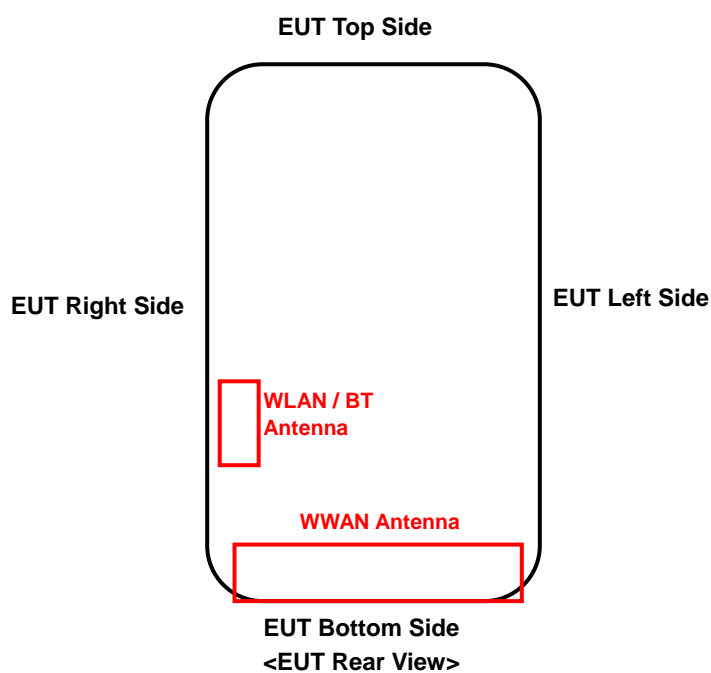 EUT Top Side
EUT Right Side
EUT Left Side
WLAN / BT
Antenna
WWAN Antenna
EUT Bottom Side
<EUT Rear View>